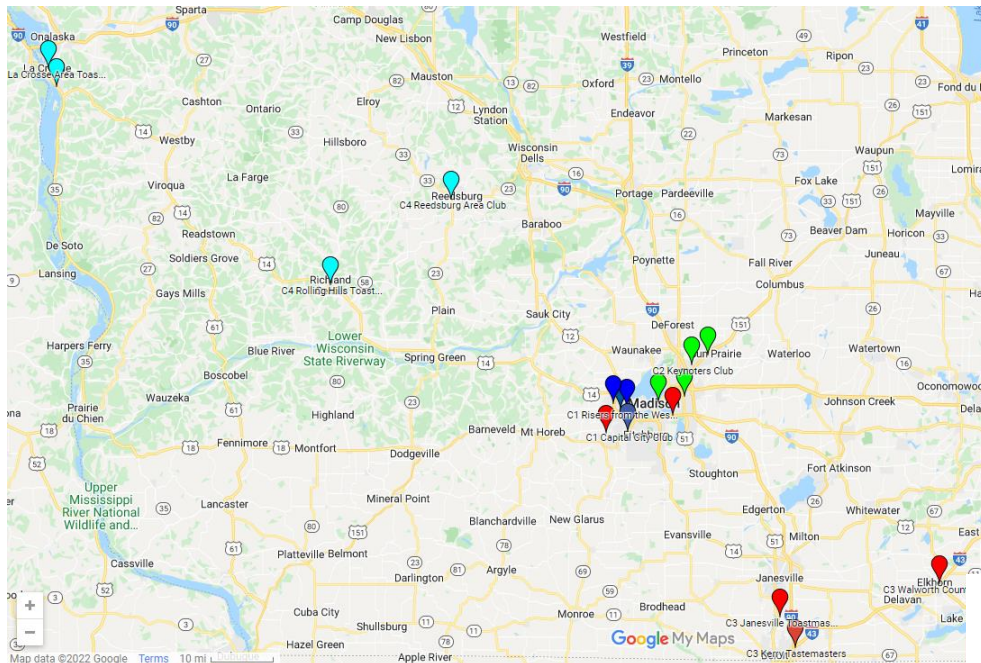 Sparta
Camp Douglas
New Lisbon
Westfield
Princeton
Ripon
Onalaska
La Crosse Area Toas...
Cashton
Ontario
Elroy
Mauston
Lyndon
Station
Oxford
Montello
Endeavor
Markesan
Fond du L
Westby
Hillsboro
Wisconsin
Dells
Waupun
Viroqua
La Farge
Reedsburg
C4 Reedsburg Area Club
Portage
Pardeeville
Fox Lake
Lomira
Mayville
De Soto
Readstown
Baraboo
Beaver Dam
Horicon
Lansing
Soldiers Grove
Poynette
Fall River
Juneau
Gays Mills
Richland
C4 Rolling Hills Toast...
Columbus
Plain
Sauk City
DeForest
Harpers Ferry
Blue River
Lower
Wisconsin
State Riverway
Spring Green
Waunakee
Waterloo
Watertown
C2 Keynoters Club
Boscobel
Oconomowoc
Wauzeka
Prairie
du Chien
Highland
Madison
C1 Risers from the Wes...
Johnson Creek
Fennimore
Montfort
Barneveld
Mt Horeb
C1 Capital City Club
Dodgeville
Stoughton
Fort Atkinson
Upper
Mississippi
River National
Wildlife and...
Lancaster
Mineral Point
Edgerton
Whitewater
East
Blanchardville
New Glarus
Evansville
Milton
Cassville
Platteville
Belmont
Argyle
Darlington
Janesville
Elkhorn
C3 Walworth Coun
Delavan
Cuba City
Shullsburg
Monroe
Brodhead
C3 Janesville Toastmas...
Lake
Hazel Green
Apple River
Google My Maps
C3 Kerry Tastemasters
Map data ©2022 Google
Terms
10 mi